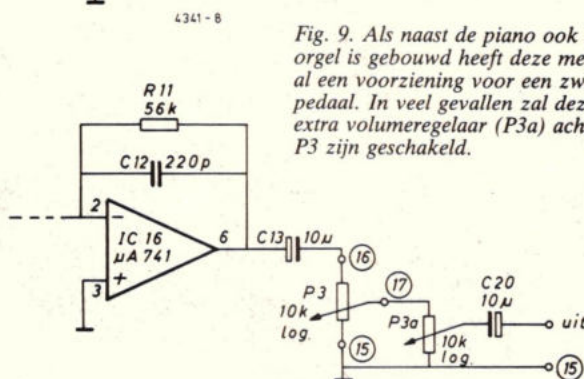 4341-8
Fig. 9. Als naast de piano ook
orgel is gebouwd heeft deze me
al een voorziening voor een zw
pedaal. In veel gevallen zal dez
extra volumeregelaar (P3a) ach
P3 zijn geschakeld.
R11
56k
C12 220p
2 −
IC 16
µA 741
3 +
6
C13 10µ
16
P3
10k
log.
17
15
P3a
10k
log.
C20
10µ
uit
15